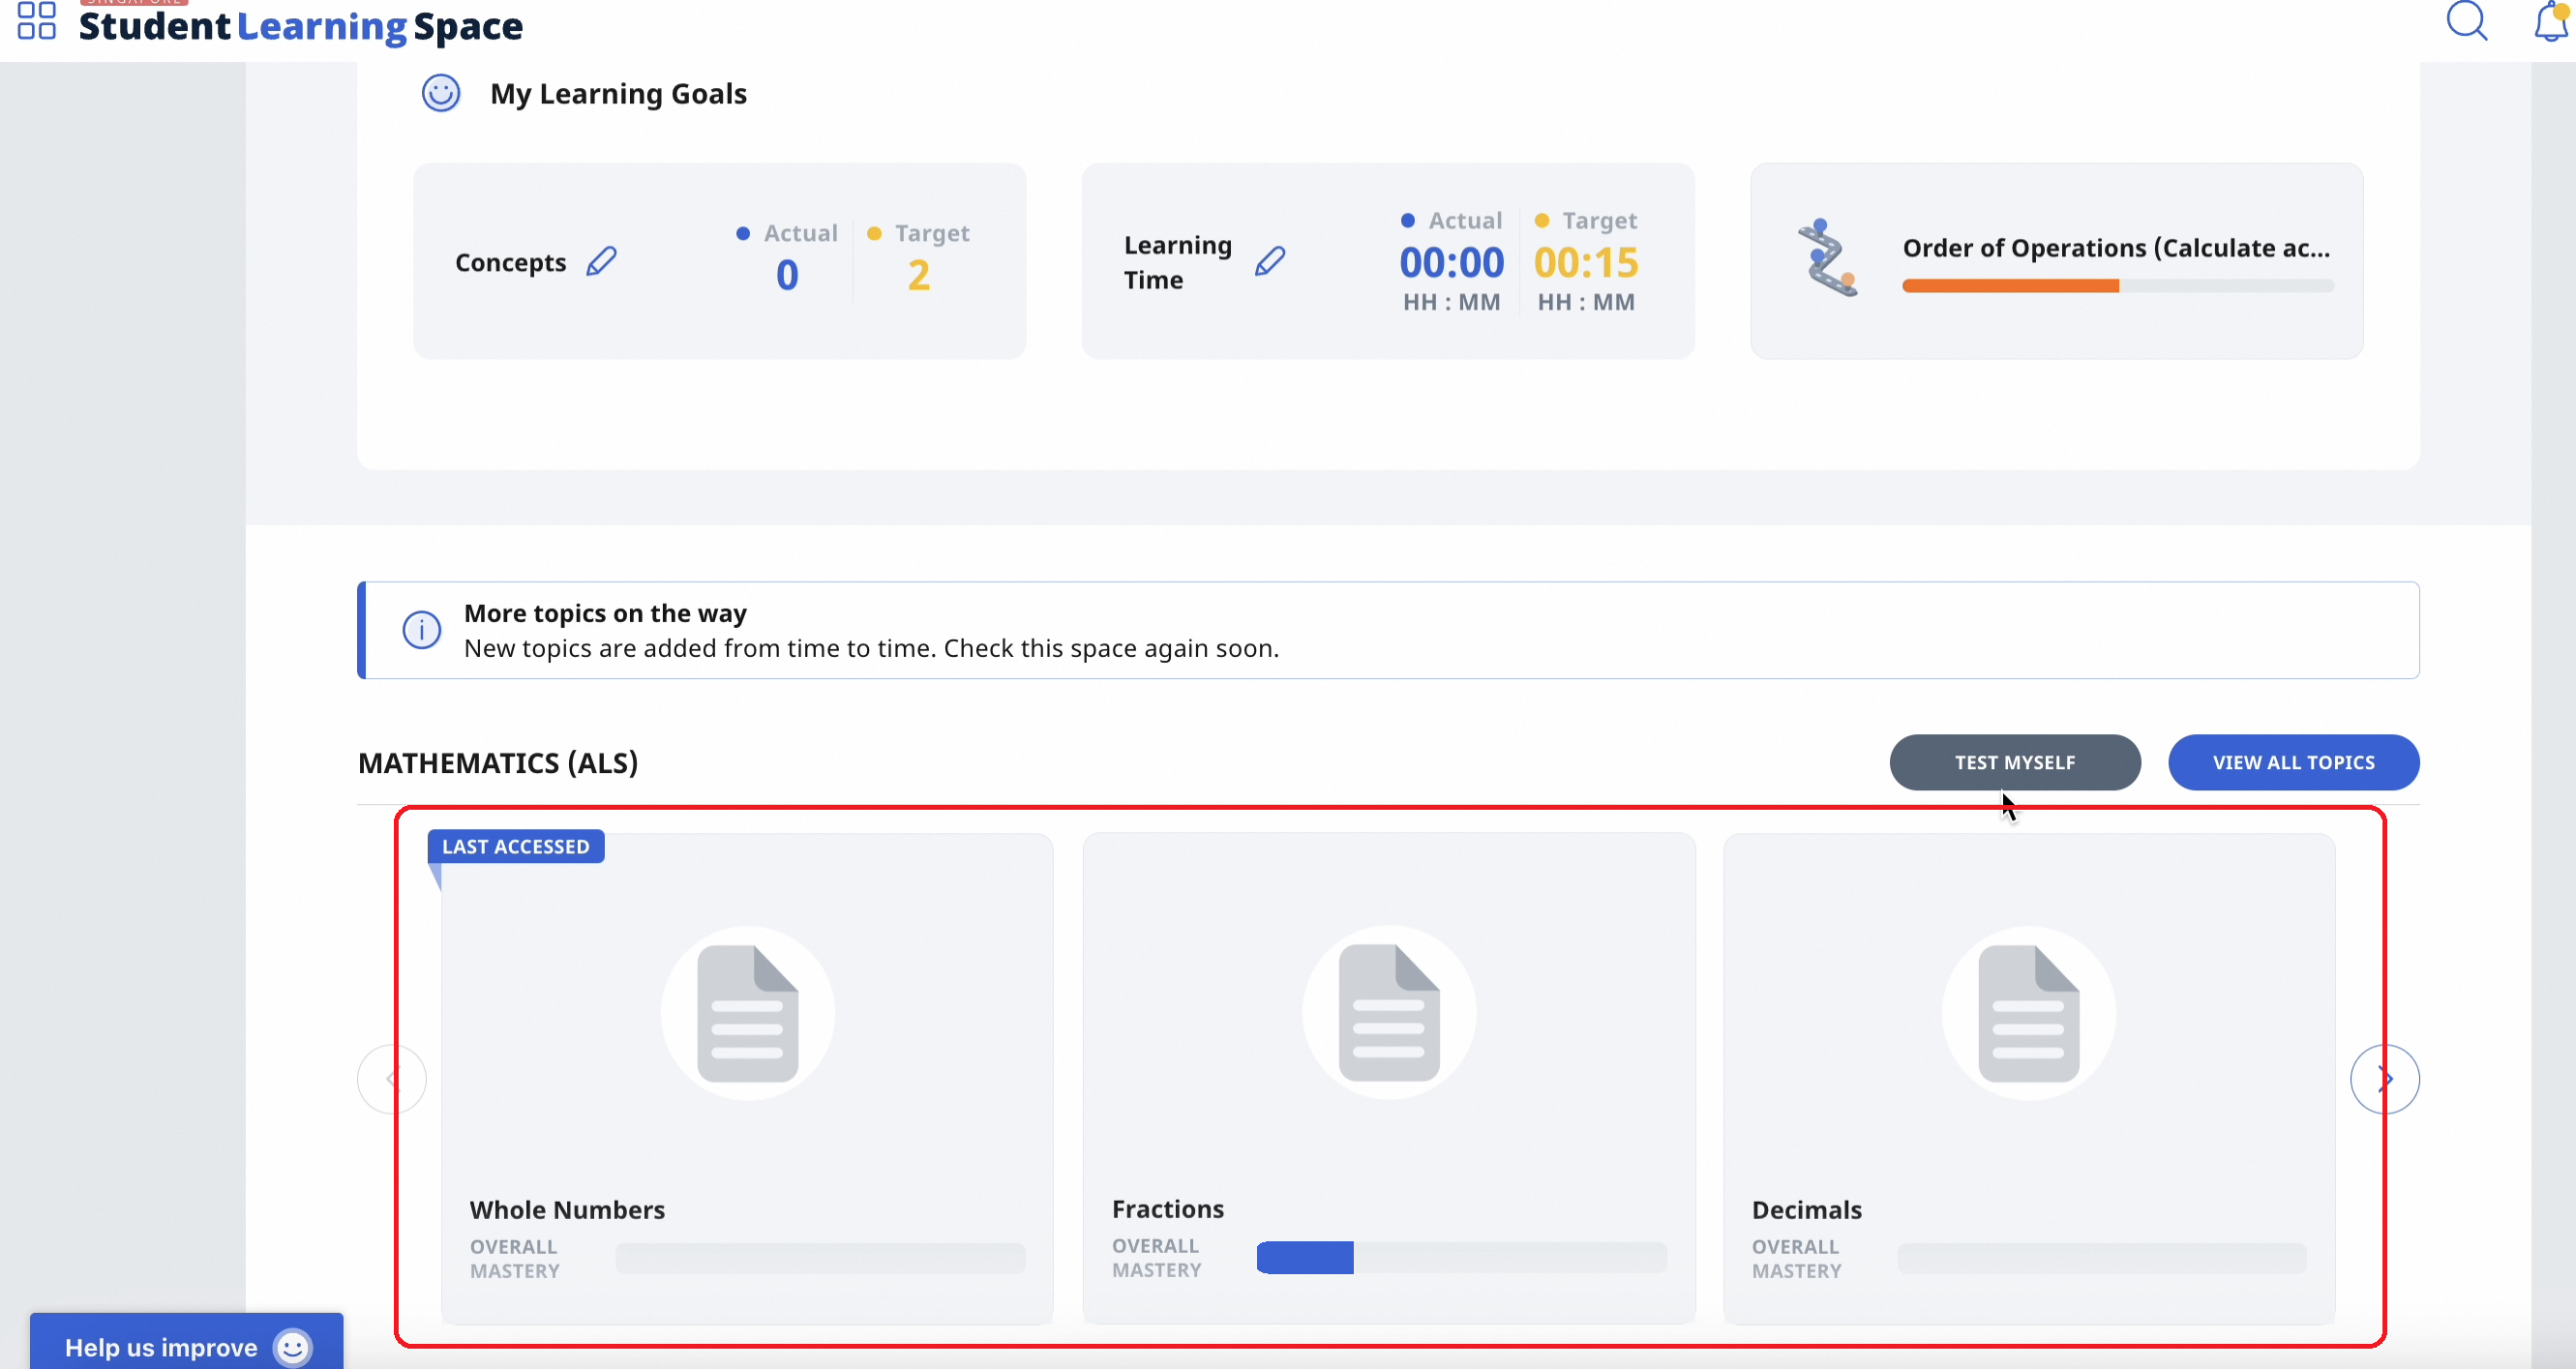 SINGAPORE
Student Learning Space
My Learning Goals
Concepts
Actual
0
Target
2
Learning
Time
Actual
00:00
HH : MM
Target
00:15
HH : MM
Order of Operations (Calculate ac...
More topics on the way
New topics are added from time to time. Check this space again soon.
MATHEMATICS (ALS)
TEST MYSELF
VIEW ALL TOPICS
LAST ACCESSED
Whole Numbers
OVERALL
MASTERY
Fractions
OVERALL
MASTERY
Decimals
OVERALL
MASTERY
Help us improve